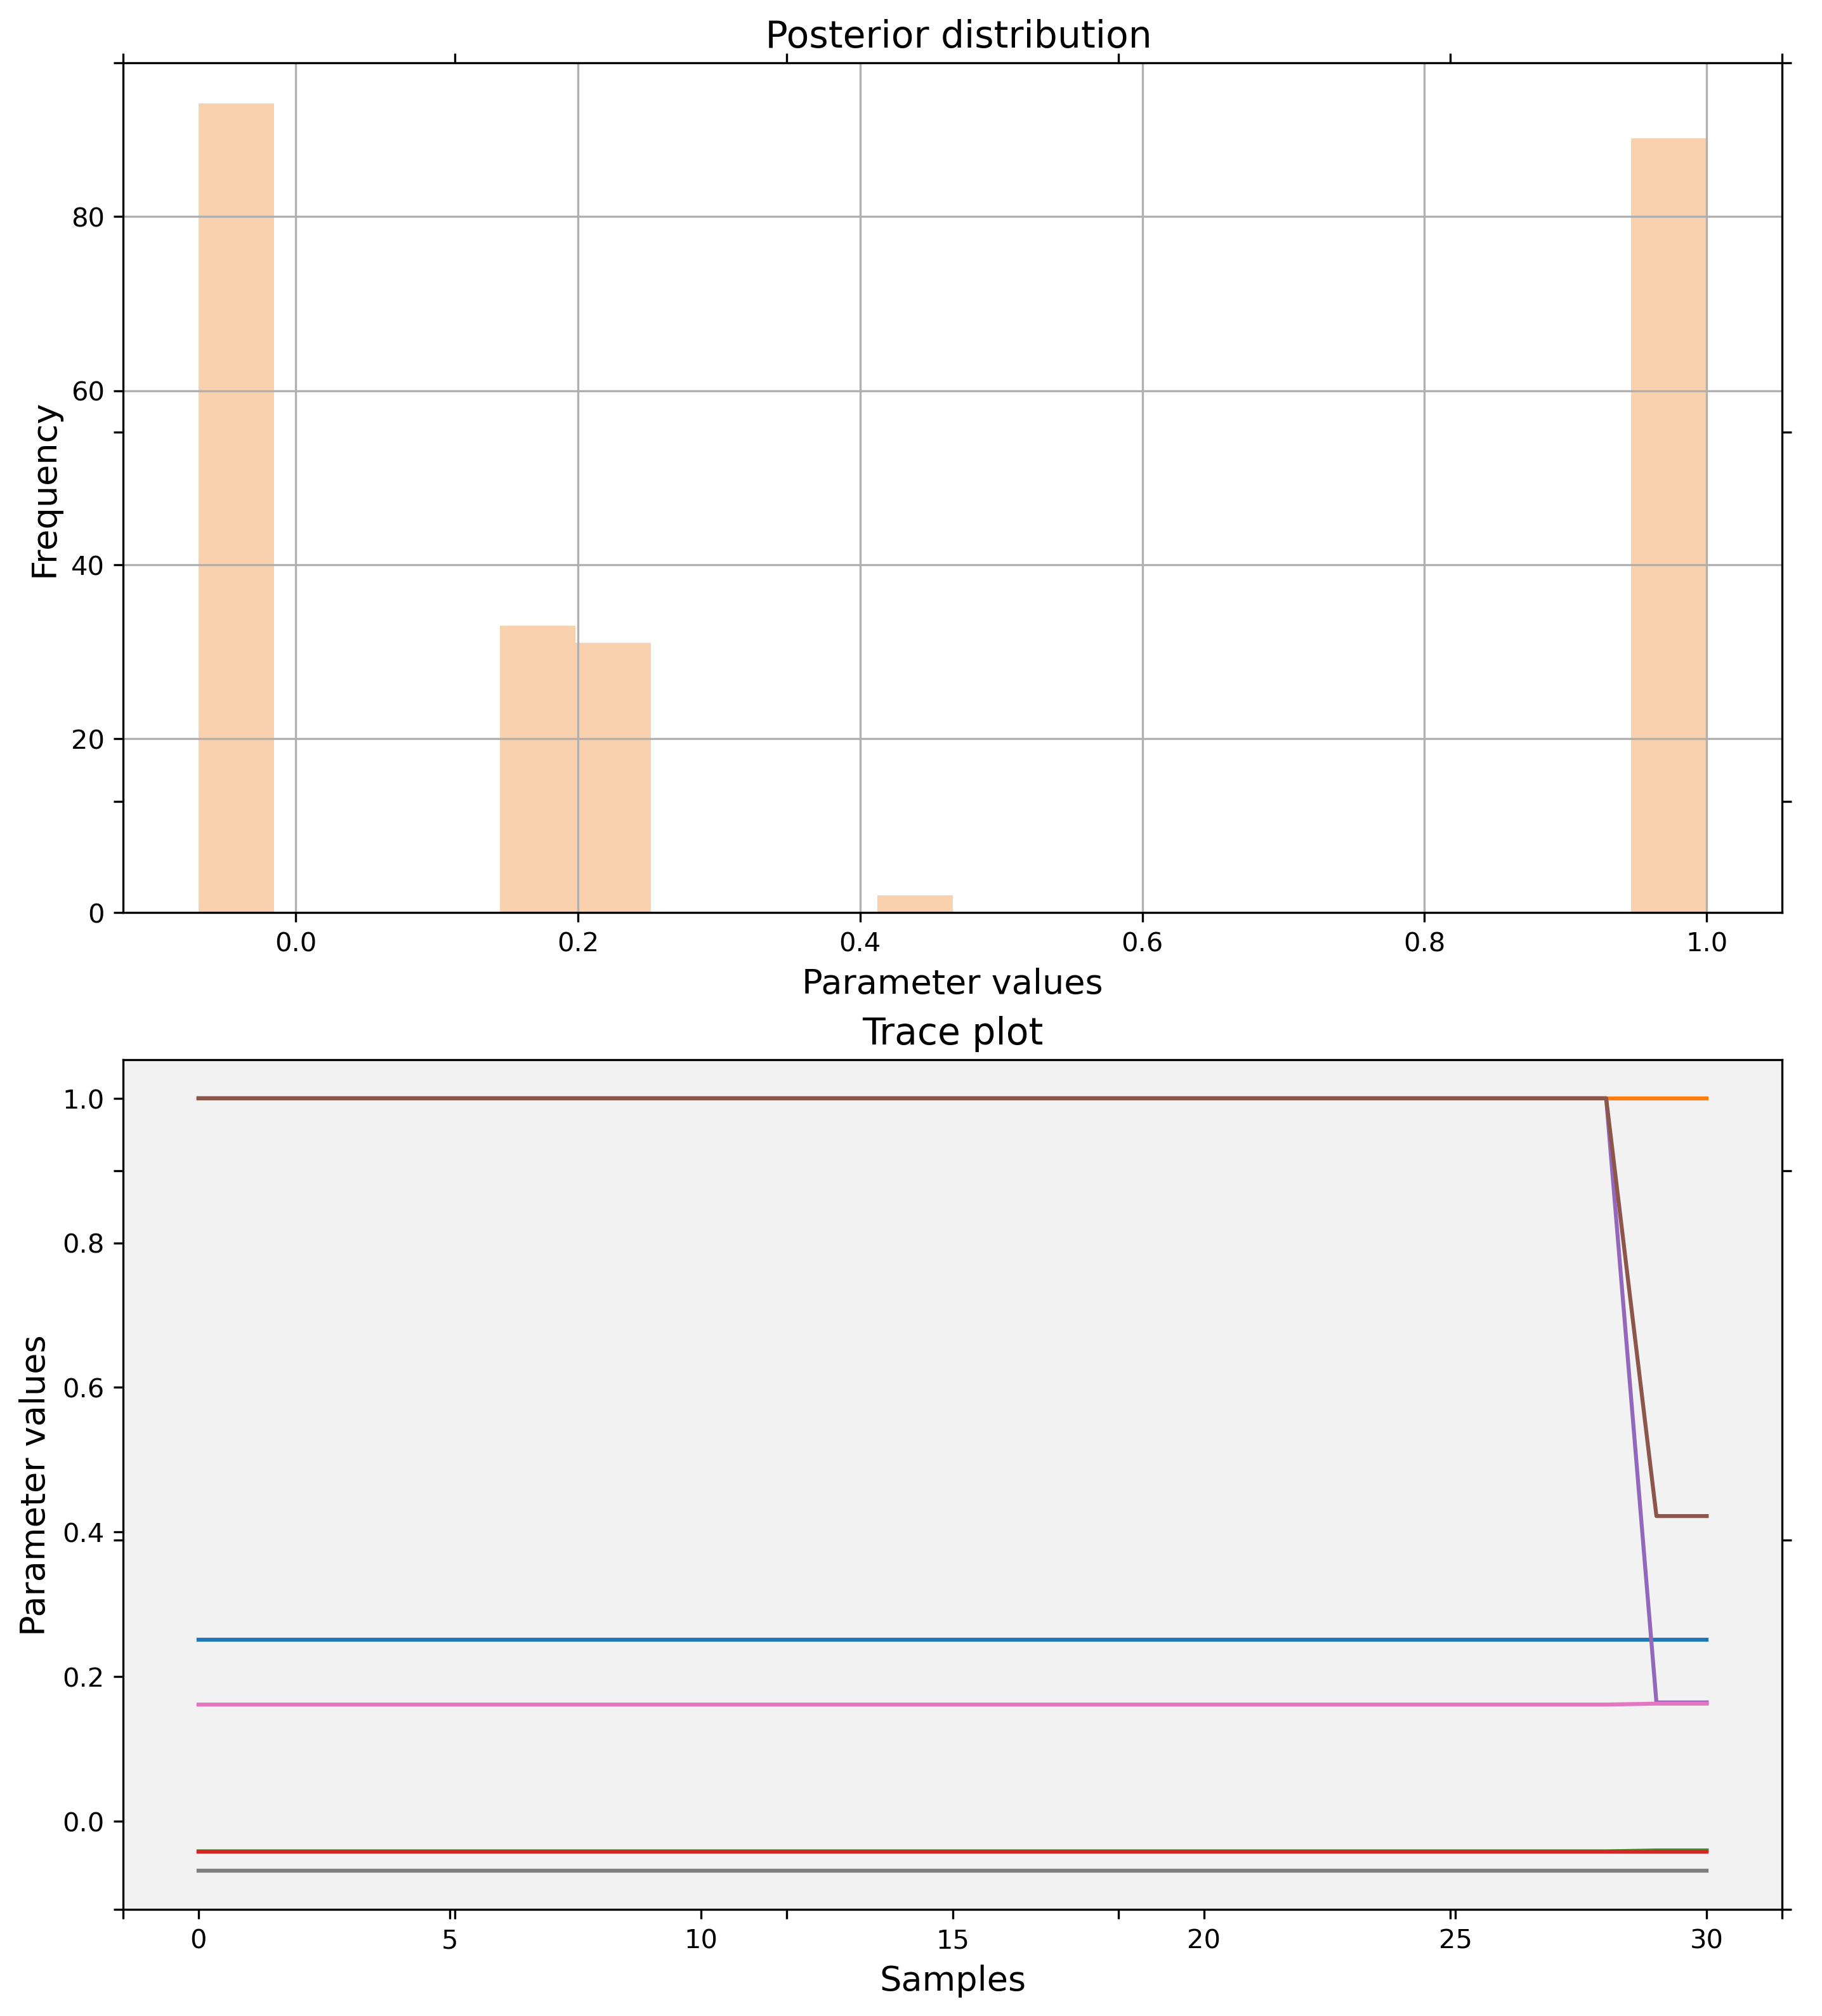 Posterior distribution
Frequency
80
60
40
20
0
0.0 0.2 0.4 0.6 0.8 1.0
Parameter values
Trace plot
Parameter values
1.0
0.8
0.6
0.4
0.2
0.0
0 5 10 15 20 25 30
Samples